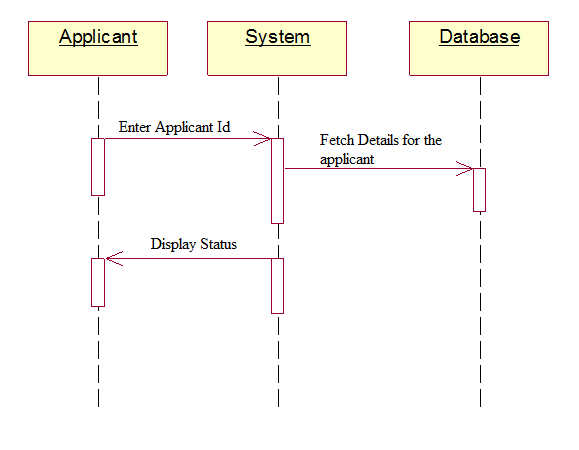 Applicant
System
Database
Enter Applicant Id
Fetch Details for the
applicant
Display Status